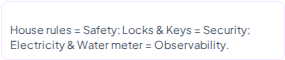 House rules = Safety; Locks & Keys = Security;
Electricity & Water meter = Observability.